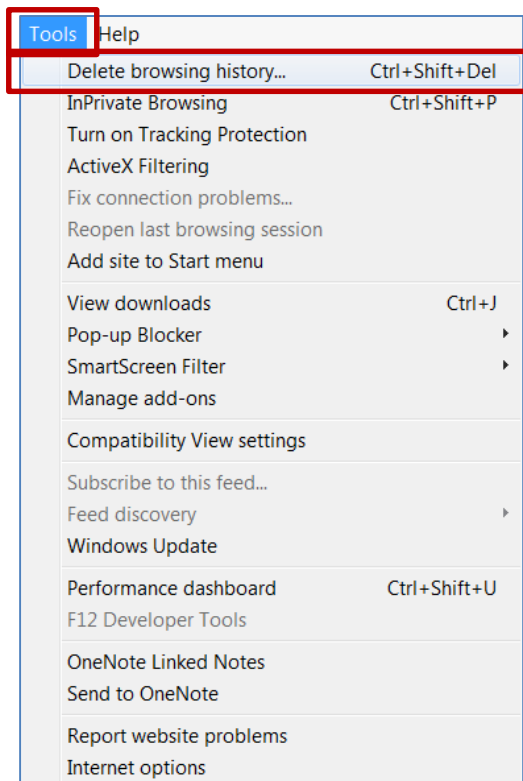 Tools Help
Delete browsing history... Ctrl+Shift+Del
InPrivate Browsing Ctrl+Shift+P
Turn on Tracking Protection
ActiveX Filtering
Fix connection problems...
Reopen last browsing session
Add site to Start menu
View downloads Ctrl+J
Pop-up Blocker
SmartScreen Filter
Manage add-ons
Compatibility View settings
Subscribe to this feed...
Feed discovery
Windows Update
Performance dashboard Ctrl+Shift+U
F12 Developer Tools
OneNote Linked Notes
Send to OneNote
Report website problems
Internet options